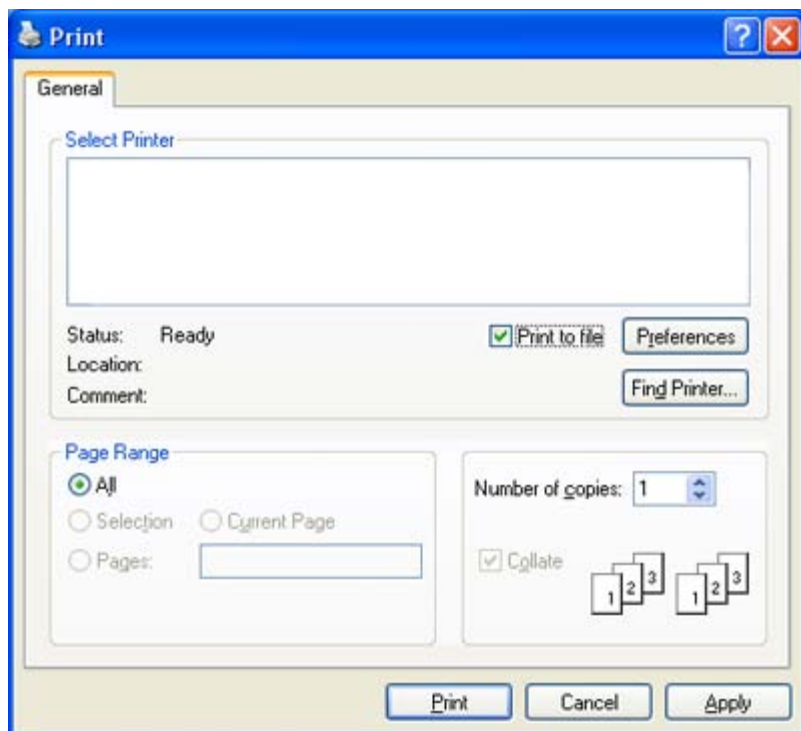 Print
General
Select Printer
Status: Ready
Print to file
Preferences
Location:
Comment:
Find Printer...
Page Range
All
Selection
Current Page
Pages:
Number of copies: 1
Collate
1 2 3 1 2 3
Print
Cancel
Apply